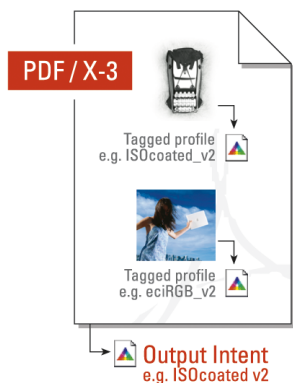 PDF/X-3
Tagged profile
e.g. ISOcoated_v2
Tagged profile
e.g. eciRGB_v2
Output Intent
e.g. ISOcoated v2